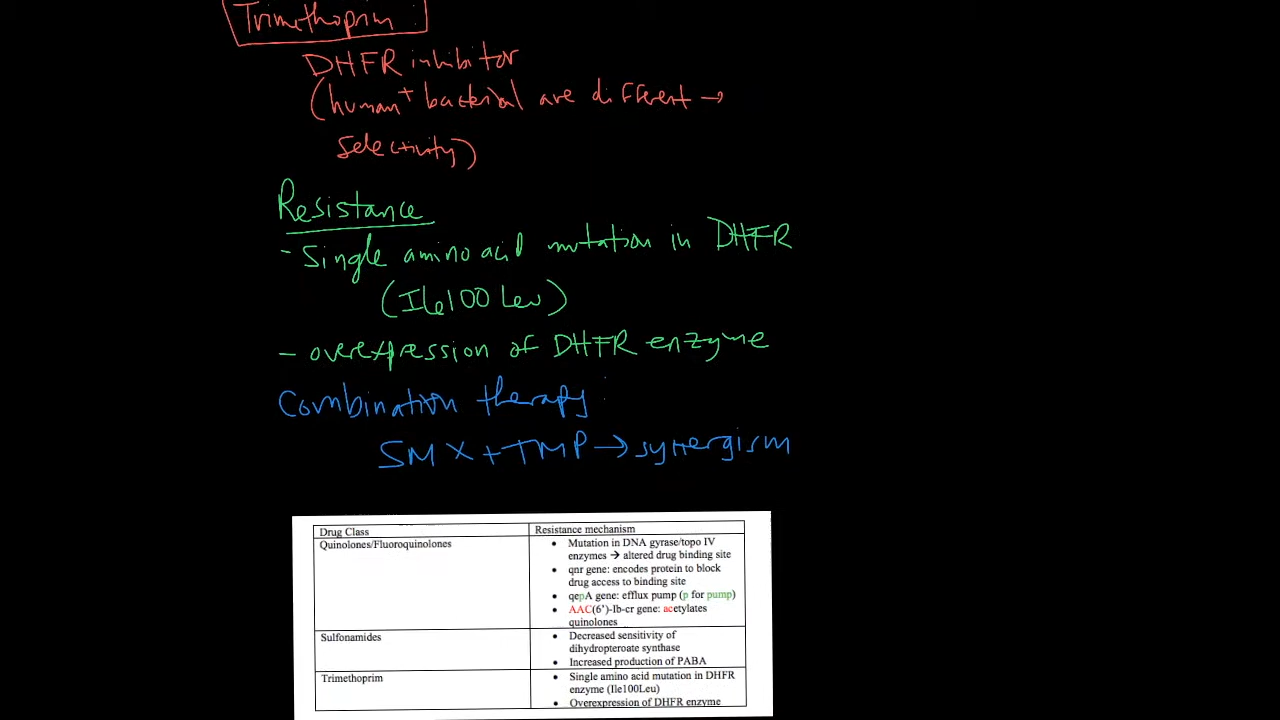 Trimethoprim :
DHFR inhibitor
(human + bacterial are different →
selectivity)
Resistance
- Single amino acid mutation in DHFR
(Ile100Leu)
- overexpression of DHFR enzyme
Combination therapy :
SMX + TMP → synergism
Drug Class
Resistance mechanism
Quinolones/Fluoroquinolones
• Mutation in DNA gyrase/topo IV
enzymes → altered drug binding site
• qnr gene: encodes protein to block
drug access to binding site
• qepA gene: efflux pump (p for pump)
• AAC(6')-Ib-cr gene: acetylates
quinolones
Sulfonamides
• Decreased sensitivity of
dihydropteroate synthase
• Increased production of PABA
Trimethoprim
• Single amino acid mutation in DHFR
enzyme (Ile100Leu)
• Overexpression of DHFR enzyme